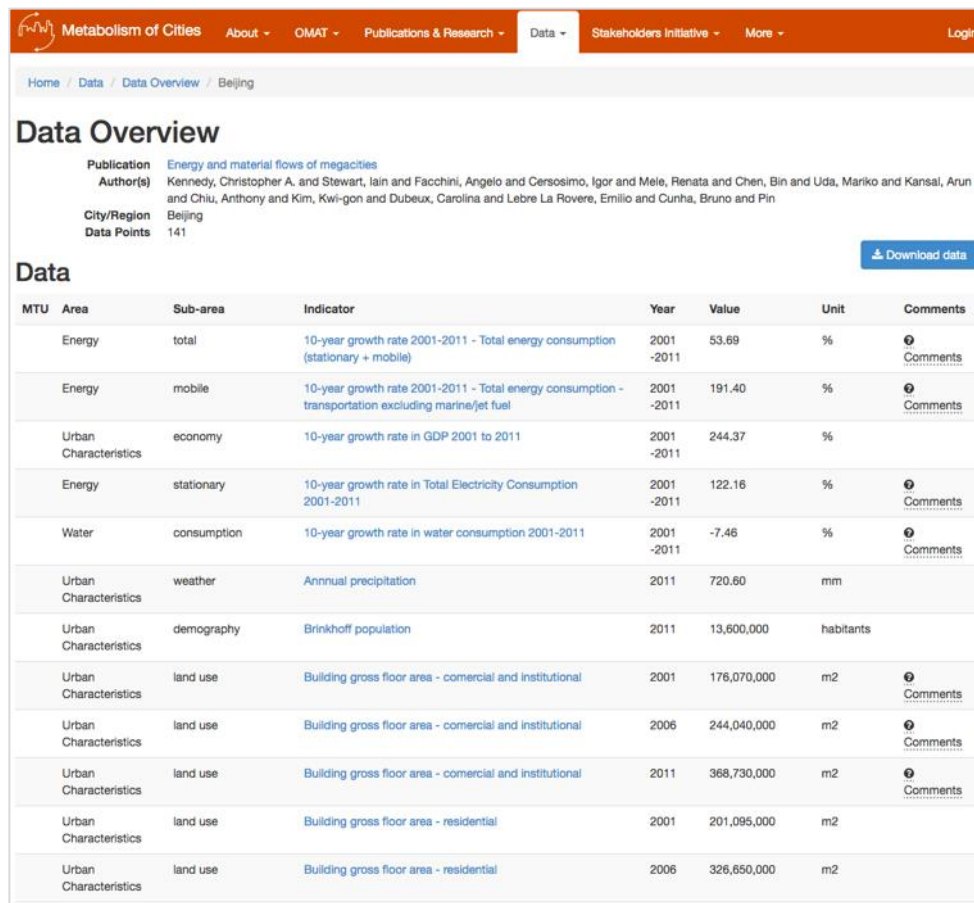 Metabolism of Cities About OMAT Publications & Research Data Stakeholders Initiative More Login
Home / Data / Data Overview / Beijing
Data Overview
Publication Energy and material flows of megacities
Author(s) Kennedy, Christopher A. and Stewart, Iain and Facchini, Angelo and Cersosimo, Igor and Mele, Renata and Chen, Bin and Uda, Mariko and Kansal, Arun
and Chiu, Anthony and Kim, Kwi-gon and Dubeux, Carolina and Lebre La Rovere, Emilio and Cunha, Bruno and Pin
City/Region Beijing
Data Points 141
Download data
Data
MTU Area Sub-area Indicator Year Value Unit Comments
Energy total 10-year growth rate 2001-2011 - Total energy consumption 2001 53.69 %
(stationary + mobile) -2011 Comments
Energy mobile 10-year growth rate 2001-2011 - Total energy consumption - 2001 191.40 %
transportation excluding marine/jet fuel -2011 Comments
Urban economy 10-year growth rate in GDP 2001 to 2011 2001 244.37 %
Characteristics -2011
Energy stationary 10-year growth rate in Total Electricity Consumption 2001 122.16 %
2001-2011 -2011 Comments
Water consumption 10-year growth rate in water consumption 2001-2011 2001 -7.46 %
-2011 Comments
Urban weather Annnual precipitation 2011 720.60 mm
Characteristics
Urban demography Brinkhoff population 2011 13,600,000 habitants
Characteristics
Urban land use Building gross floor area - comercial and institutional 2001 176,070,000 m2
Characteristics Comments
Urban land use Building gross floor area - comercial and institutional 2006 244,040,000 m2
Characteristics Comments
Urban land use Building gross floor area - comercial and institutional 2011 368,730,000 m2
Characteristics Comments
Urban land use Building gross floor area - residential 2001 201,095,000 m2
Characteristics
Urban land use Building gross floor area - residential 2006 326,650,000 m2
Characteristics